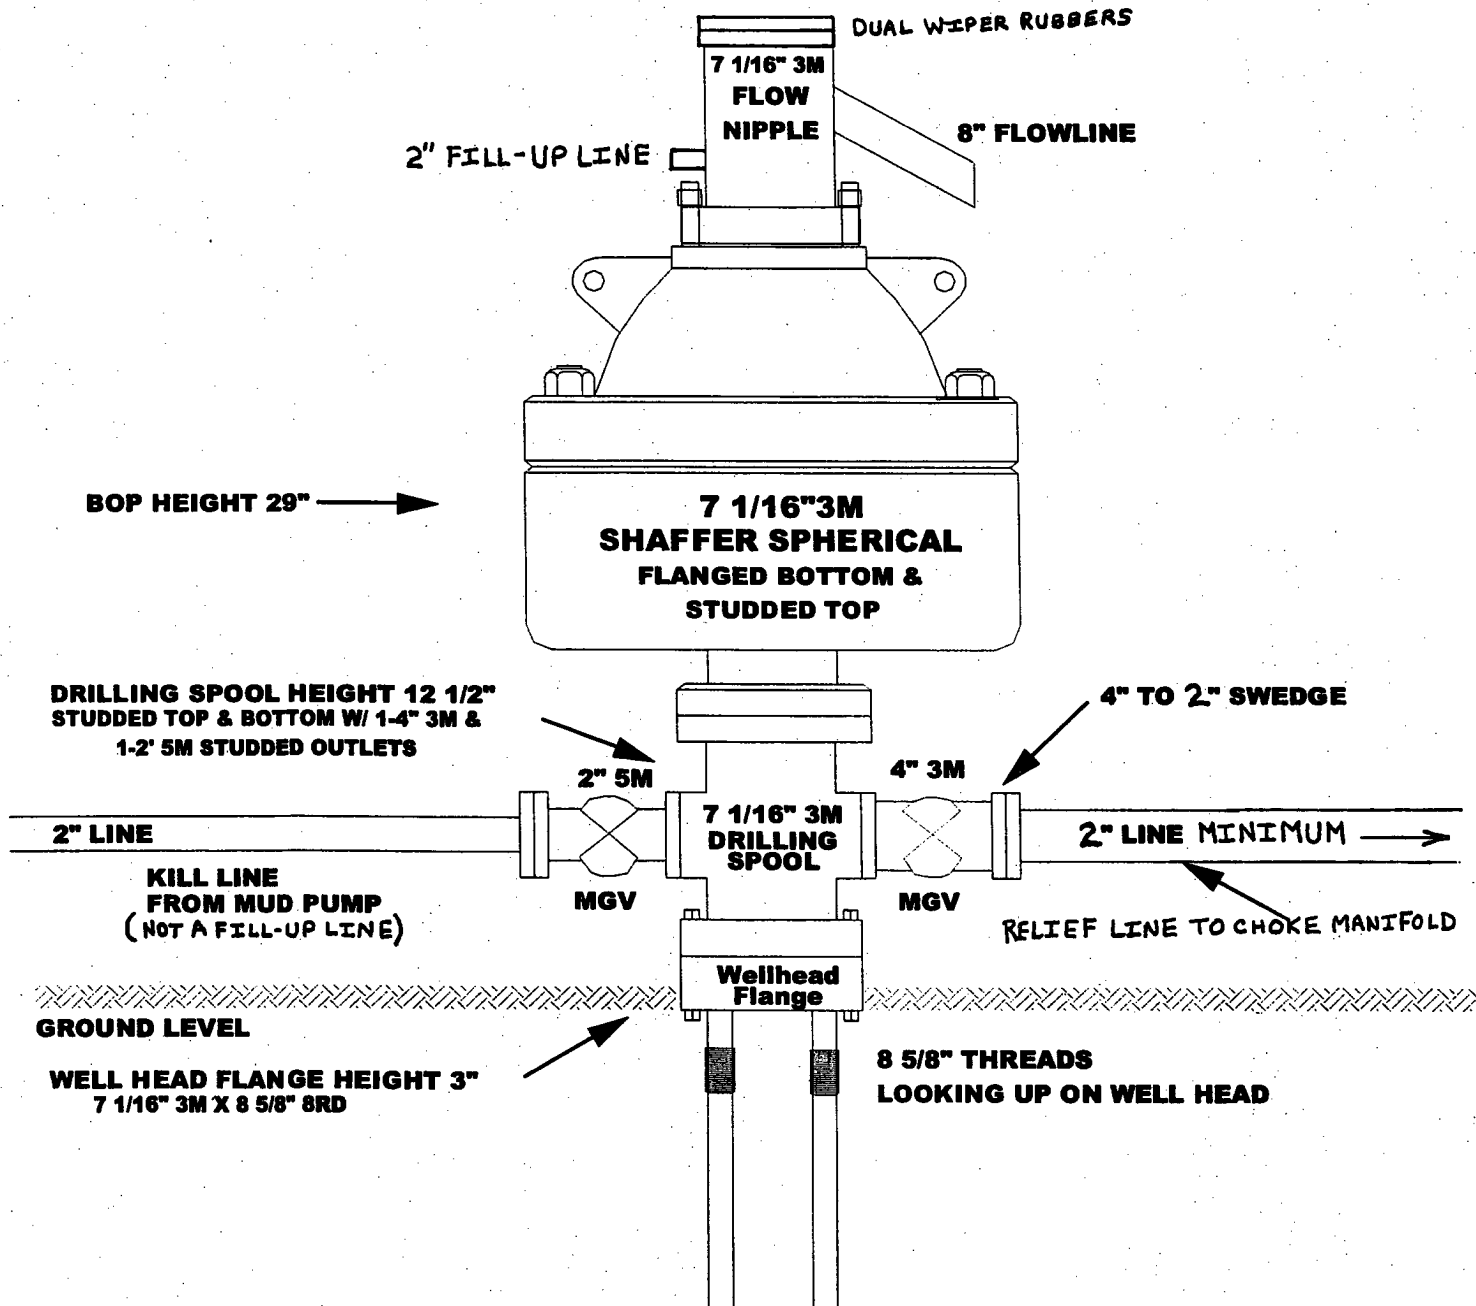 DUAL WIPER RUBBERS
7 1/16" 3M
FLOW
NIPPLE
8" FLOWLINE
2" FILL-UP LINE
BOP HEIGHT 29"
7 1/16"3M
SHAFFER SPHERICAL
FLANGED BOTTOM &
STUDDED TOP
DRILLING SPOOL HEIGHT 12 1/2"
STUDDED TOP & BOTTOM W/ 1-4" 3M &
1-2' 5M STUDDED OUTLETS
4" TO 2" SWEDGE
2" 5M
4" 3M
2" LINE
7 1/16" 3M
DRILLING
SPOOL
2" LINE MINIMUM
KILL LINE
FROM MUD PUMP
(NOT A FILL-UP LINE)
MGV
MGV
RELIEF LINE TO CHOKE MANIFOLD
Wellhead
Flange
GROUND LEVEL
WELL HEAD FLANGE HEIGHT 3"
7 1/16" 3M X 8 5/8" 8RD
8 5/8" THREADS
LOOKING UP ON WELL HEAD